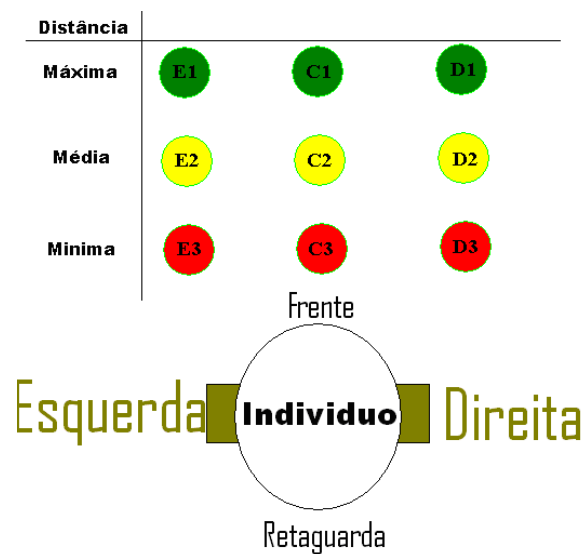 Distância
Máxima E1 C1 D1
Média E2 C2 D2
Minima E3 C3 D3
Frente
Esquerda Individuo Direita
Retaguarda